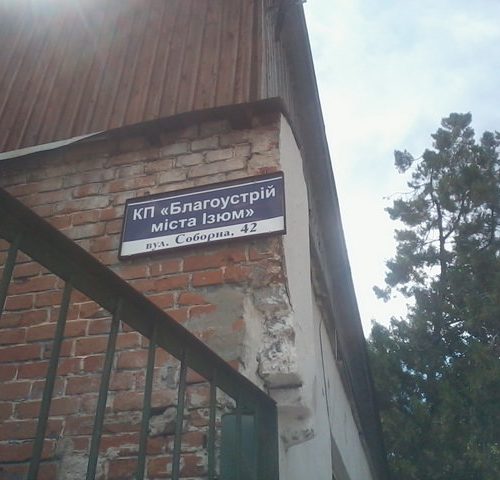 КП «Благоустрій
міста Ізюм»
вул. Соборна, 42